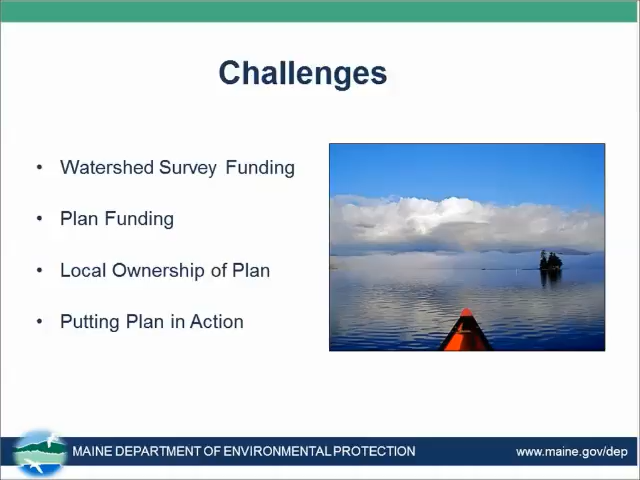 Challenges
• Watershed Survey Funding
• Plan Funding
• Local Ownership of Plan
• Putting Plan in Action
MAINE DEPARTMENT OF ENVIRONMENTAL PROTECTION www.maine.gov/dep